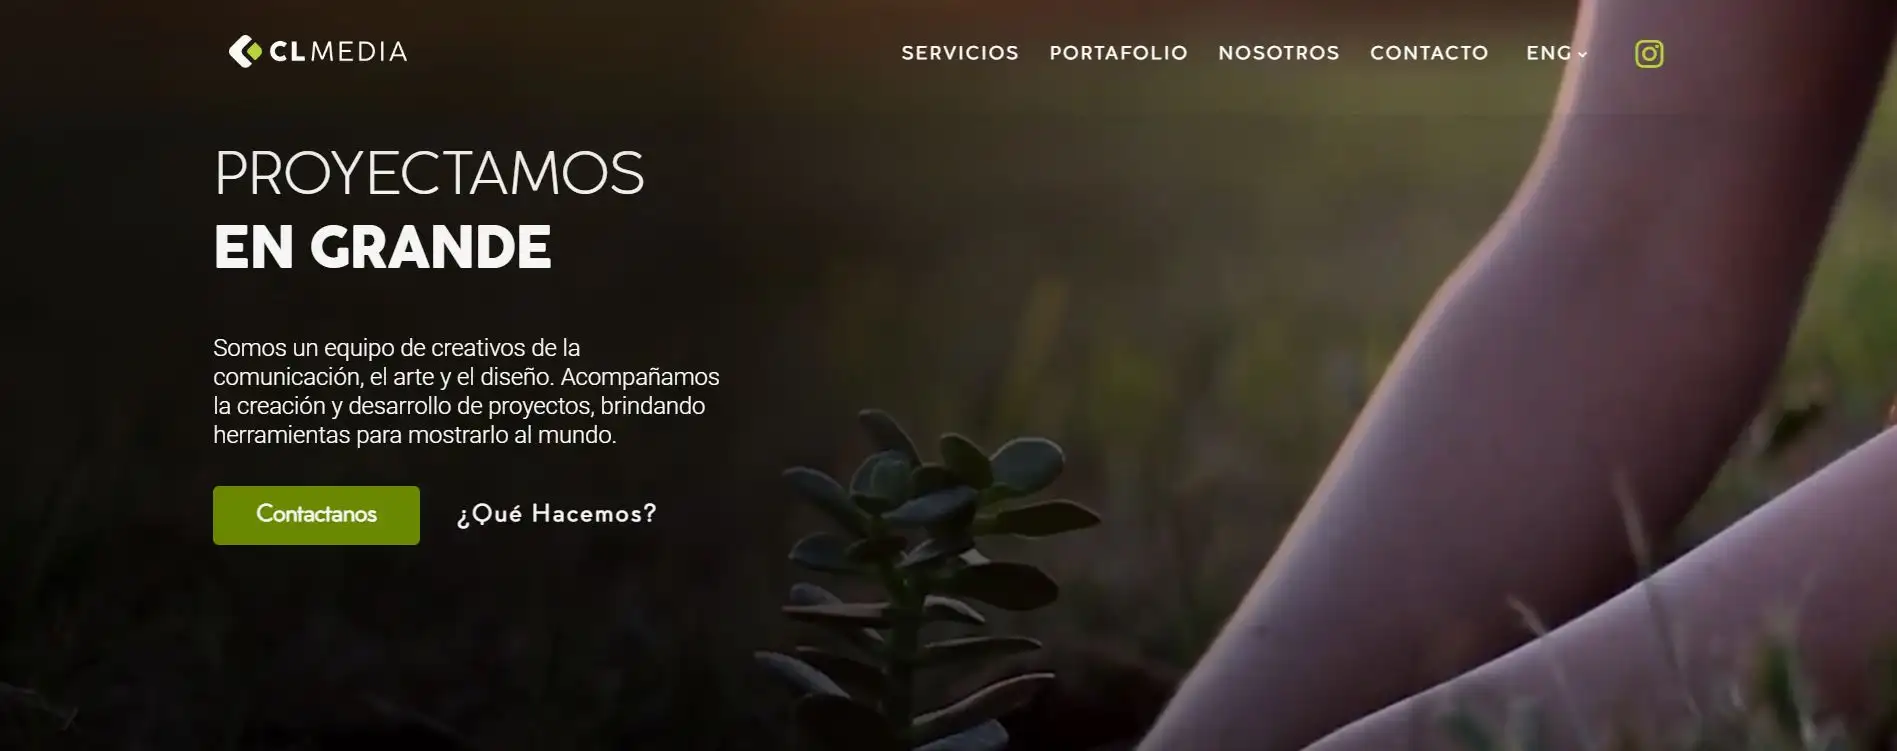 CLMEDIA
SERVICIOS PORTAFOLIO NOSOTROS CONTACTO ENG
PROYECTAMOS
EN GRANDE
Somos un equipo de creativos de la
comunicación, el arte y el diseño. Acompañamos
la creación y desarrollo de proyectos, brindando
herramientas para mostrarlo al mundo.
Contactanos ¿Qué Hacemos?